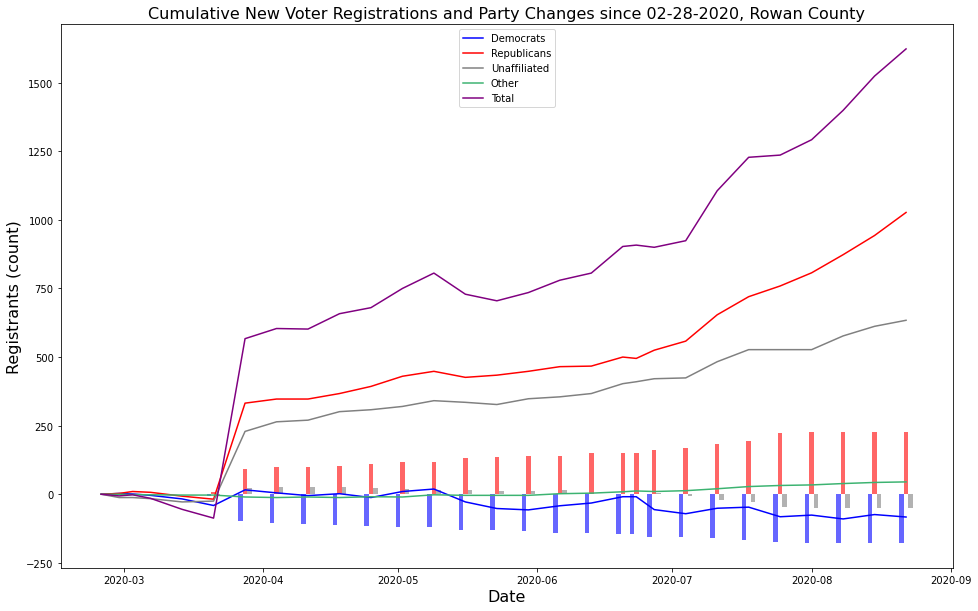 Cumulative New Voter Registrations and Party Changes since 02-28-2020, Rowan County
Democrats
Republicans
Unaffiliated
Other
Total
Registrants (count)
1500
1250
1000
750
500
250
0
−250
2020-03
2020-04
2020-05
2020-06
2020-07
2020-08
2020-09
Date